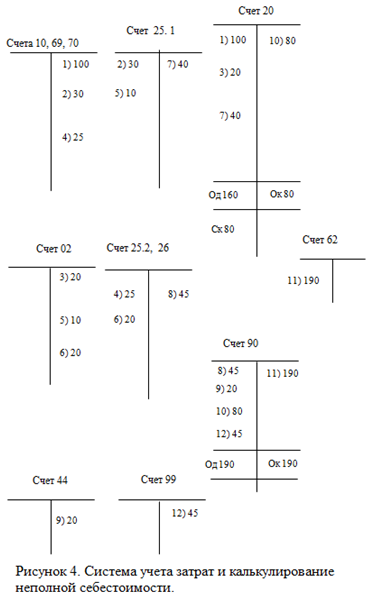 Счет 20
Счета 10, 69, 70
Счет 25. 1
1) 100
2) 30
4) 25
2) 30
7) 40
5) 10
1) 100
10) 80
3) 20
7) 40
Од 160
Ок 80
Ск 80
Счет 02
3) 20
5) 10
6) 20
Счет 25.2, 26
4) 25
8) 45
6) 20
Счет 62
11) 190
Счет 90
8) 45
11) 190
9) 20
10) 80
12) 45
Од 190
Ок 190
Счет 44
9) 20
Счет 99
12) 45
Рисунок 4. Система учета затрат и калькулирование
неполной себестоимости.